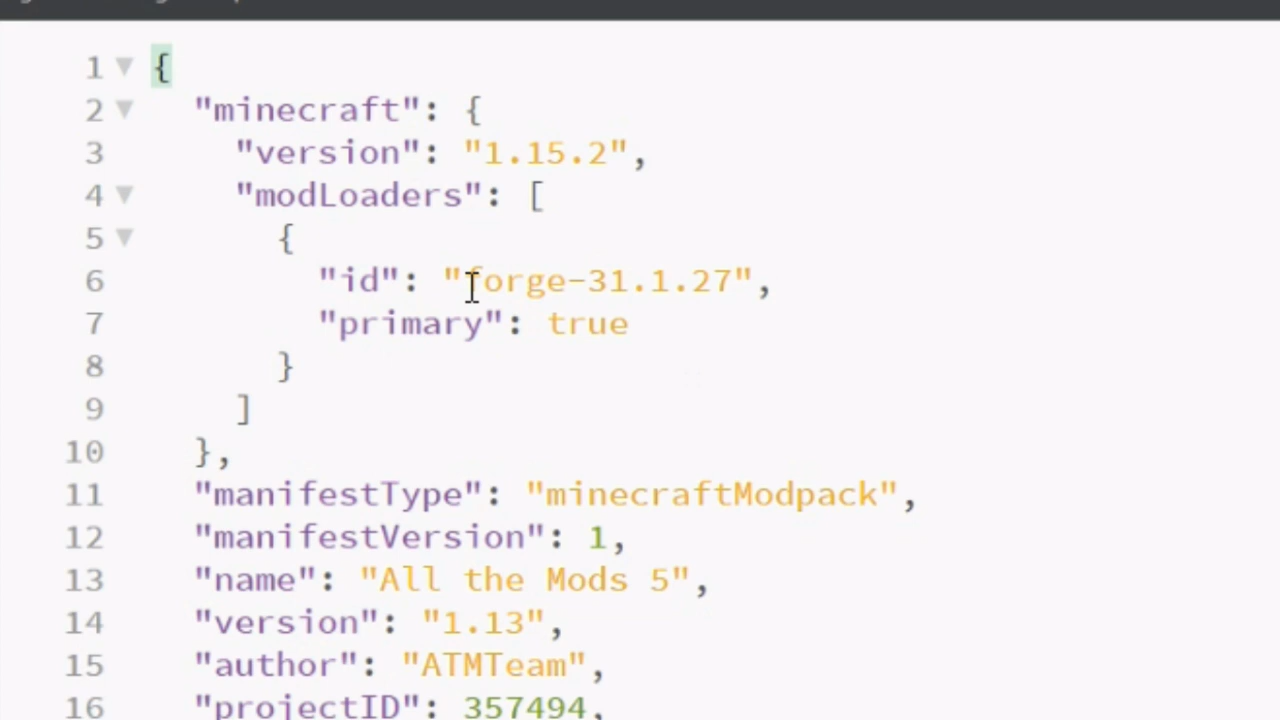 1 {
2 "minecraft": {
3 "version": "1.15.2",
4 "modLoaders": [
5 {
6 "id": "forge-31.1.27",
7 "primary": true
8 }
9 ]
10 },
11 "manifestType": "minecraftModpack",
12 "manifestVersion": 1,
13 "name": "All the Mods 5",
14 "version": "1.13",
15 "author": "ATMTeam",
16 "projectID": 357494,